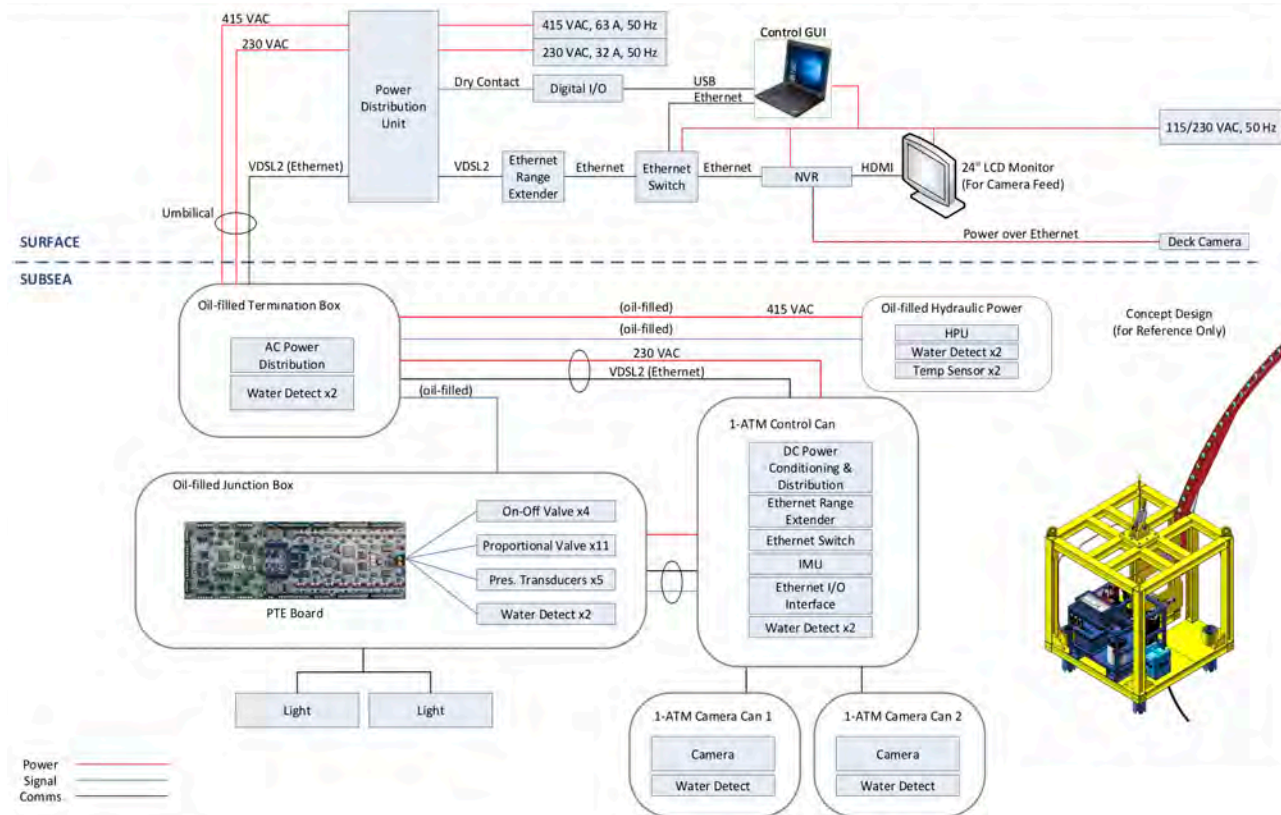 415 VAC
230 VAC
Power
Distribution
Unit
415 VAC, 63 A, 50 Hz
230 VAC, 32 A, 50 Hz
Dry Contact
Digital I/O
USB
Ethernet
Control GUI
115/230 VAC, 50 Hz
VDSL2 (Ethernet)
VDSL2
Ethernet
Range
Extender
Ethernet
Ethernet
Switch
Ethernet
NVR
HDMI
24" LCD Monitor
(For Camera Feed)
Umbilical
Power over Ethernet
Deck Camera
SURFACE
SUBSEA
Oil-filled Termination Box
AC Power
Distribution
Water Detect x2
(oil-filled)
415 VAC
(oil-filled)
230 VAC
VDSL2 (Ethernet)
(oil-filled)
Oil-filled Hydraulic Power
HPU
Water Detect x2
Temp Sensor x2
Concept Design
(for Reference Only)
1-ATM Control Can
DC Power
Conditioning &
Distribution
Ethernet Range
Extender
Ethernet Switch
IMU
Ethernet I/O
Interface
Water Detect x2
Oil-filled Junction Box
PTE Board
On-Off Valve x4
Proportional Valve x11
Pres. Transducers x5
Water Detect x2
Light
Light
1-ATM Camera Can 1
Camera
Water Detect
1-ATM Camera Can 2
Camera
Water Detect
Power
Signal
Comms